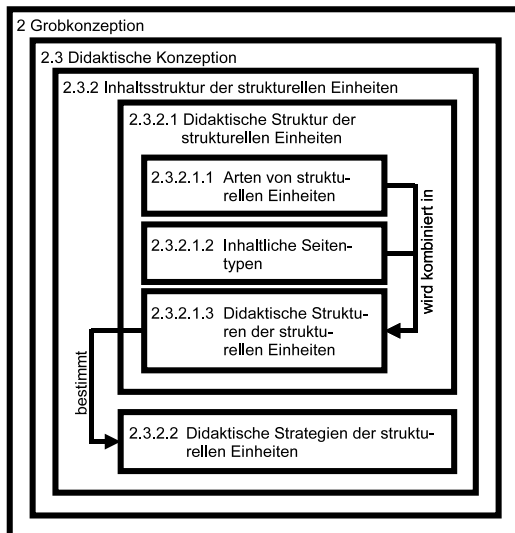 2 Grobkonzeption
2.3 Didaktische Konzeption
2.3.2 Inhaltsstruktur der strukturellen Einheiten
2.3.2.1 Didaktische Struktur der
strukturellen Einheiten
2.3.2.1.1 Arten von struktu-
rellen Einheiten
2.3.2.1.2 Inhaltliche Seiten-
typen
2.3.2.1.3 Didaktische Struktu-
ren der struktu-
rellen Einheiten
wird kombiniert in
bestimmt
2.3.2.2 Didaktische Strategien der struktu-
rellen Einheiten